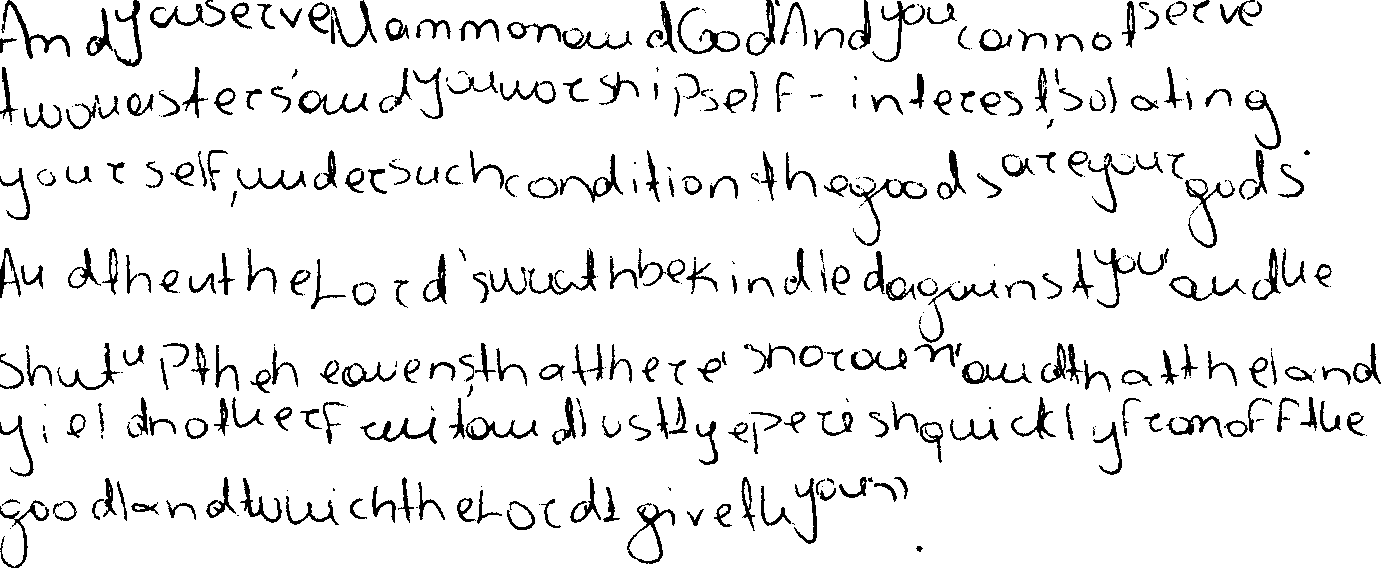 And you serve Mammon and God' And you cannot serve
two masters' and you worship self-interest, isolating
yourself, under such condition the goods are your gods'
And then the Lord's wrath be kindled against you' and he
shut up the heavens, that there's no rain' and that the land
yield not her fruit and lust ye perish quickly from off the
good land which the Lord giveth you"